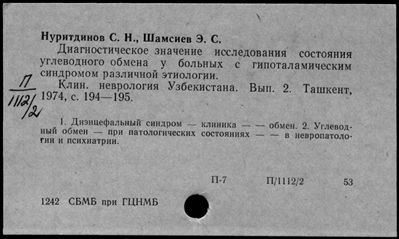 Нуритдинов С. Н., Шамсиев Э. С.
Диагностическое значение исследования состояния
углеводного обмена у больных с гипоталамическим
синдромом различной этиологии.
Клин. неврология Узбекистана. Вып. 2. Ташкент,
1974, с. 194—195.
П
1112/
2
1. Диэнцефальный синдром — клиника — — обмен. 2. Углевод-
ный обмен — при патологических состояниях — — в невропатоло-
гии и психиатрии.
П-7 П/1112/2 53
1242 СБМБ при ГЦНМБ